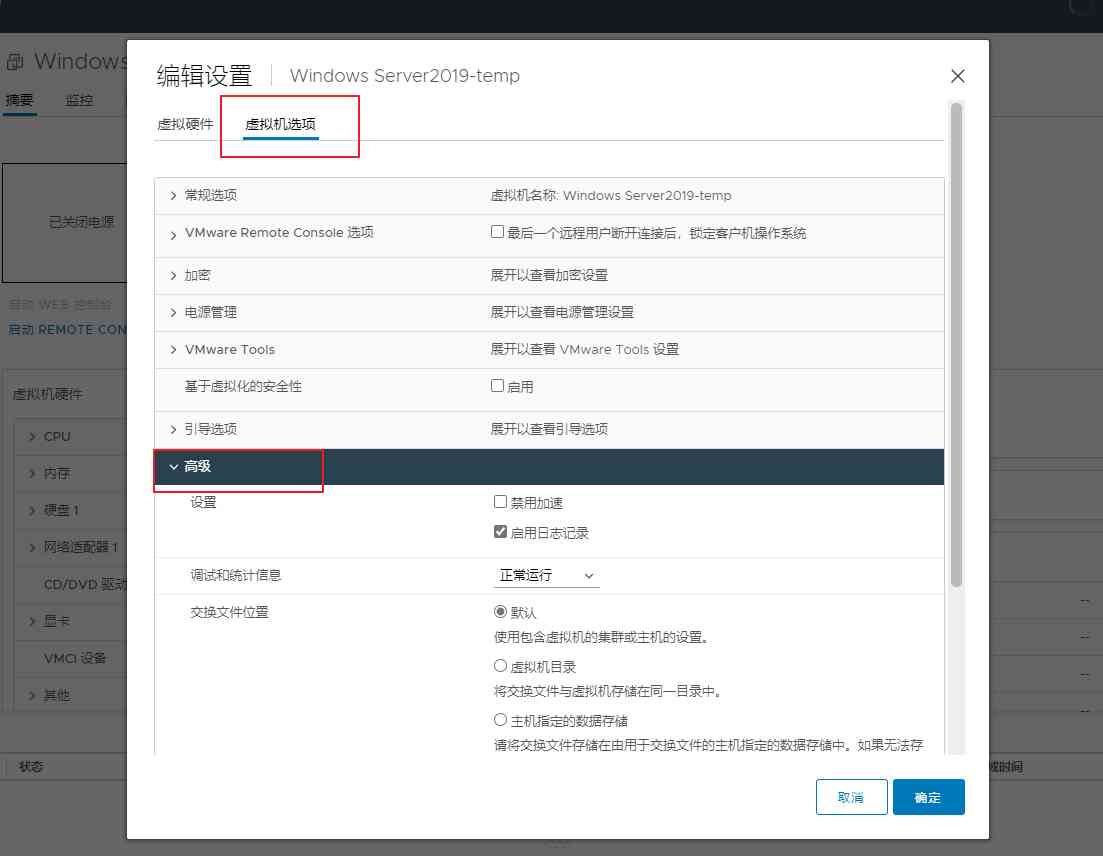 编辑设置 Windows Server2019-temp
Windows
摘要 监控
虚拟硬件 虚拟机选项
常规选项 虚拟机名称: Windows Server2019-temp
已关闭电源
VMware Remote Console 选项 最后一个远程用户断开连接后，锁定客户机操作系统
加密 展开以查看加密设置
启动 WEB 控制台
电源管理 展开以查看电源管理设置
启动 REMOTE CON
VMware Tools 展开以查看 VMware Tools 设置
基于虚拟化的安全性 启用
虚拟机硬件
引导选项 展开以查看引导选项
CPU
高级
内存
设置 禁用加速
硬盘 1
启用日志记录
网络适配器 1
调试和统计信息 正常运行
CD/DVD 驱动
交换文件位置 默认
显卡
使用包含虚拟机的集群或主机的设置。
VMCI 设备
虚拟机目录
将交换文件与虚拟机存储在同一目录中。
其他
主机指定的数据存储
请将交换文件存储在由用于交换文件的主机指定的数据存储中。如果无法存
状态 时间
取消 确定